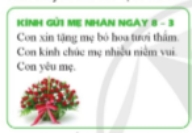 KÍNH GỬI MẸ NHÂN NGÀY 8 - 3
Con xin tặng mẹ bó hoa tươi thắm.
Con kính chúc mẹ nhiều niềm vui.
Con yêu mẹ.